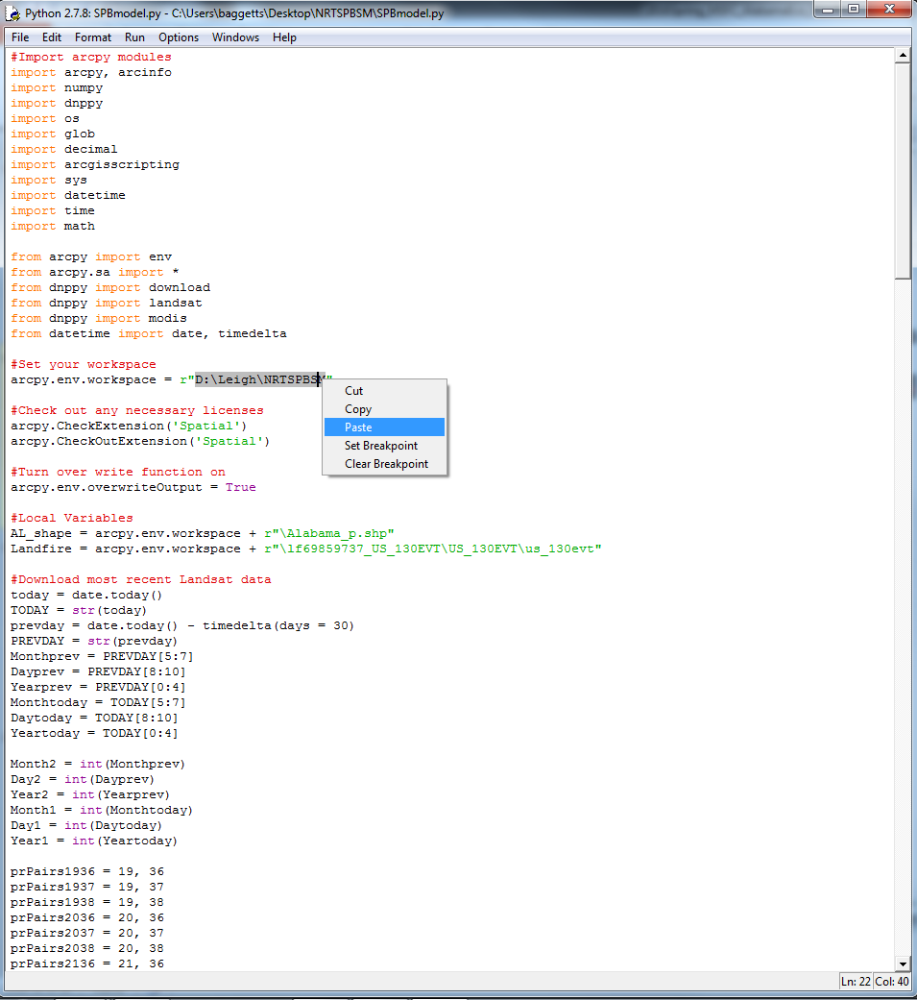 Python 2.7.8: SPBmodel.py - C:\Users\baggetts\Desktop\NRTSPBSM\SPBmodel.py
File Edit Format Run Options Windows Help
#Import arcpy modules
import arcpy, arcinfo
import numpy
import dnppy
import os
import glob
import decimal
import arcgisscripting
import sys
import datetime
import time
import math
from arcpy import env
from arcpy.sa import *
from dnppy import download
from dnppy import landsat
from dnppy import modis
from datetime import date, timedelta
#Set your workspace
arcpy.env.workspace = r"D:\Leigh\NRTSPBSM"
Cut
Copy
Paste
Set Breakpoint
Clear Breakpoint
#Check out any necessary licenses
arcpy.CheckExtension('Spatial')
arcpy.CheckOutExtension('Spatial')
#Turn over write function on
arcpy.env.overwriteOutput = True
#Local Variables
AL_shape = arcpy.env.workspace + r"\Alabama_p.shp"
Landfire = arcpy.env.workspace + r"\lf69859737_US_130EVT\US_130EVT\us_130evt"
#Download most recent Landsat data
today = date.today()
TODAY = str(today)
prevday = date.today() - timedelta(days = 30)
PREVDAY = str(prevday)
Monthprev = PREVDAY[5:7]
Dayprev = PREVDAY[8:10]
Yearprev = PREVDAY[0:4]
Monthtoday = TODAY[5:7]
Daytoday = TODAY[8:10]
Yeartoday = TODAY[0:4]
Month2 = int(Monthprev)
Day2 = int(Dayprev)
Year2 = int(Yearprev)
Month1 = int(Monthtoday)
Day1 = int(Daytoday)
Year1 = int(Yeartoday)
prPairs1936 = 19, 36
prPairs1937 = 19, 37
prPairs1938 = 19, 38
prPairs2036 = 20, 36
prPairs2037 = 20, 37
prPairs2038 = 20, 38
prPairs2136 = 21, 36
Ln: 22 Col: 40